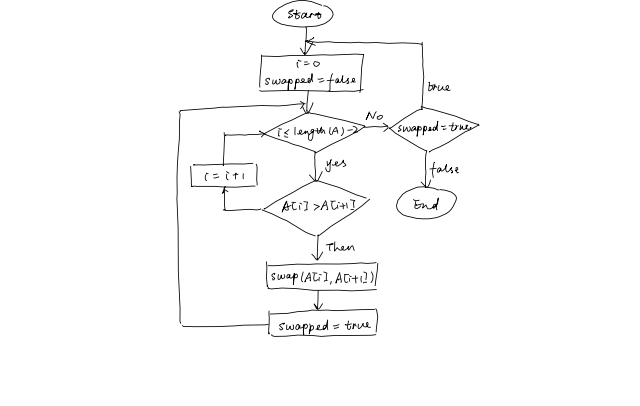 Start
i=0
swapped=false
i≤length(A)-2
No
swapped=true
true
false
End
yes
i=i+1
A[i]>A[i+1]
Then
swap(A[i],A[i+1])
swapped=true